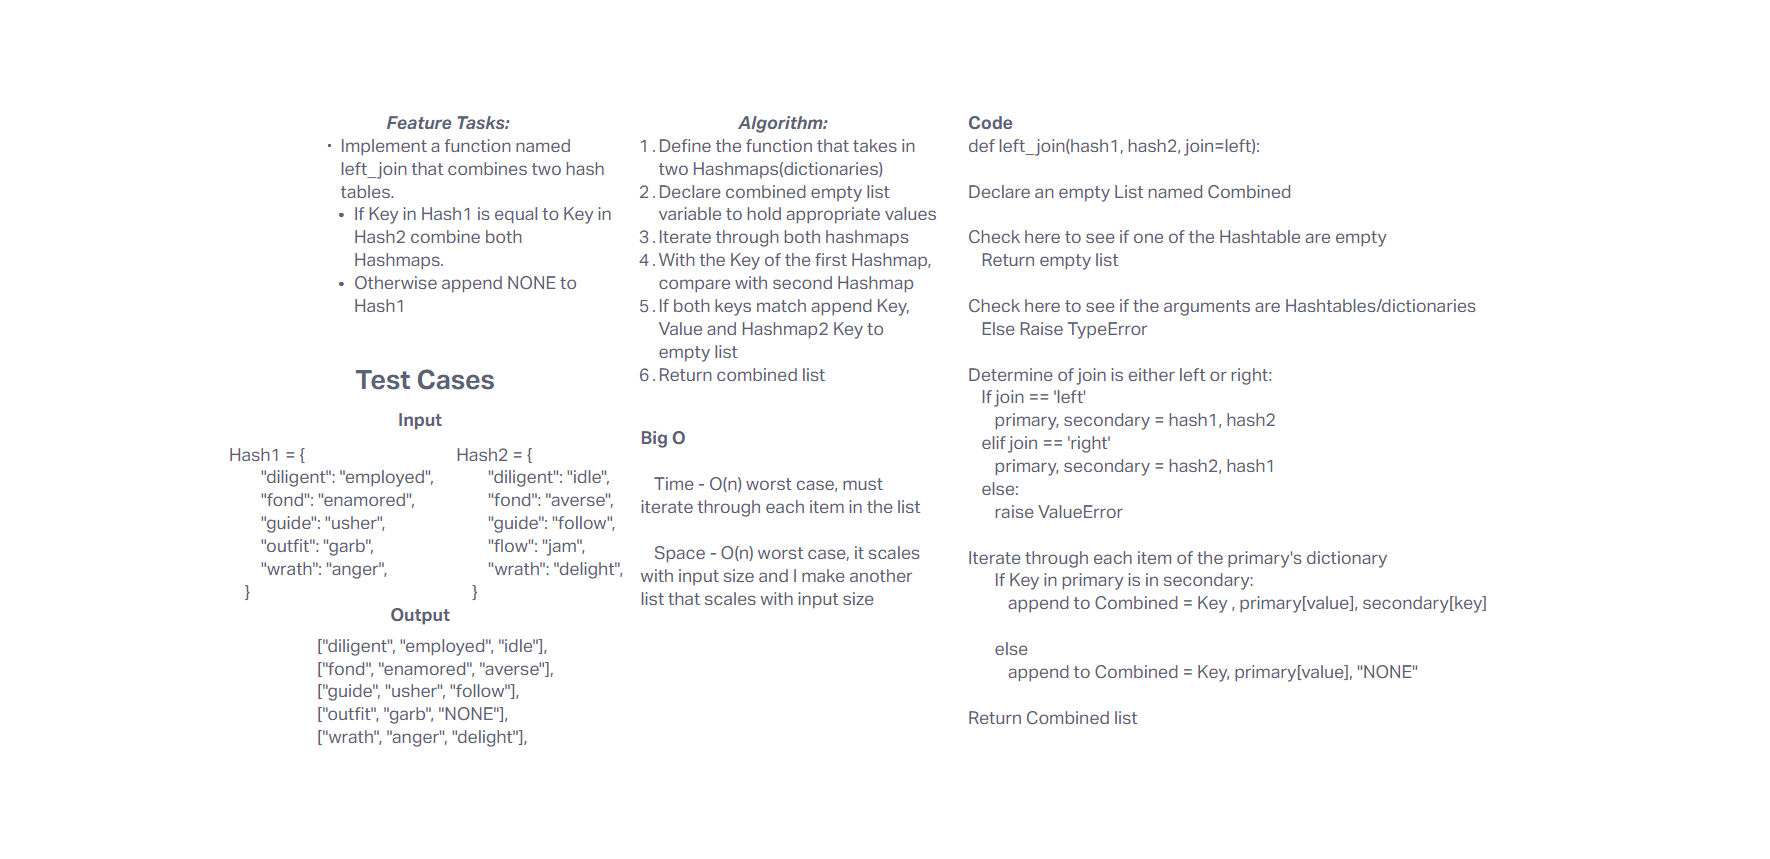 Feature Tasks:
· Implement a function named
left_join that combines two hash
tables.
• If Key in Hash1 is equal to Key in
Hash2 combine both
Hashmaps.
• Otherwise append NONE to
Hash1
Test Cases
Input
Hash1 = {
"diligent": "employed",
"fond": "enamored",
"guide": "usher",
"outfit": "garb",
"wrath": "anger",
}
Hash2 = {
"diligent": "idle",
"fond": "averse",
"guide": "follow",
"flow": "jam",
"wrath": "delight",
}
Output
["diligent", "employed", "idle"],
["fond", "enamored", "averse"],
["guide", "usher", "follow"],
["outfit", "garb", "NONE"],
["wrath", "anger", "delight"],
Algorithm:
1. Define the function that takes in
two Hashmaps(dictionaries)
2. Declare combined empty list
variable to hold appropriate values
3. Iterate through both hashmaps
4. With the Key of the first Hashmap,
compare with second Hashmap
5. If both keys match append Key,
Value and Hashmap2 Key to
empty list
6. Return combined list
Big O
Time - O(n) worst case, must
iterate through each item in the list
Space - O(n) worst case, it scales
with input size and I make another
list that scales with input size
Code
def left_join(hash1, hash2, join=left):
Declare an empty List named Combined
Check here to see if one of the Hashtable are empty
Return empty list
Check here to see if the arguments are Hashtables/dictionaries
Else Raise TypeError
Determine of join is either left or right:
If join == 'left'
primary, secondary = hash1, hash2
elif join == 'right'
primary, secondary = hash2, hash1
else:
raise ValueError
Iterate through each item of the primary's dictionary
If Key in primary is in secondary:
append to Combined = Key , primary[value], secondary[key]
else
append to Combined = Key, primary[value], "NONE"
Return Combined list